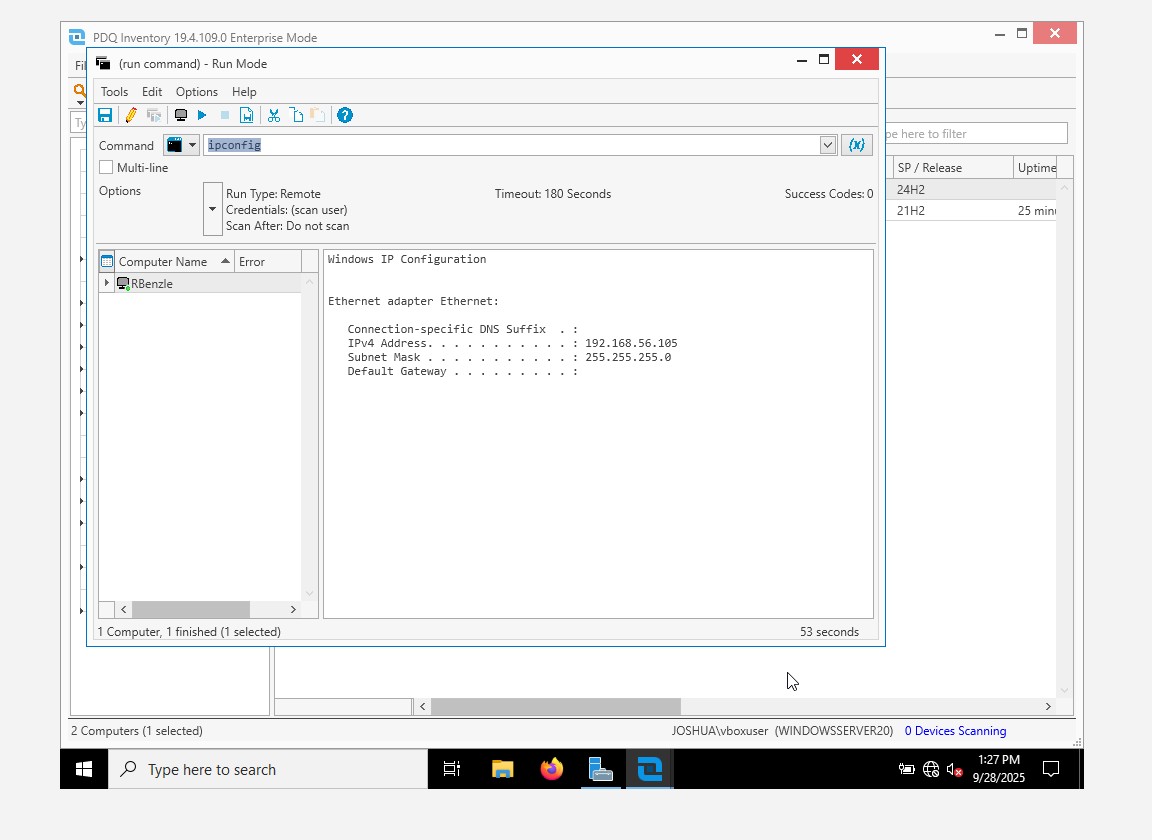 PDQ Inventory 19.4.109.0 Enterprise Mode
Fil
(run command) - Run Mode
Tools Edit Options Help
Command ipconfig (x)
Multi-line
Ty
pe here to filter
Options
Run Type: Remote Timeout: 180 Seconds Success Codes: 0
Credentials: (scan user)
Scan After: Do not scan
SP / Release Uptime
24H2
21H2 25 minu
Computer Name Error
RBenzle
Windows IP Configuration
Ethernet adapter Ethernet:
Connection-specific DNS Suffix . :
IPv4 Address. . . . . . . . . . . : 192.168.56.105
Subnet Mask . . . . . . . . . . . : 255.255.255.0
Default Gateway . . . . . . . . . :
1 Computer, 1 finished (1 selected) 53 seconds
2 Computers (1 selected) JOSHUA\vboxuser (WINDOWSSERVER20) 0 Devices Scanning
Type here to search
1:27 PM
9/28/2025